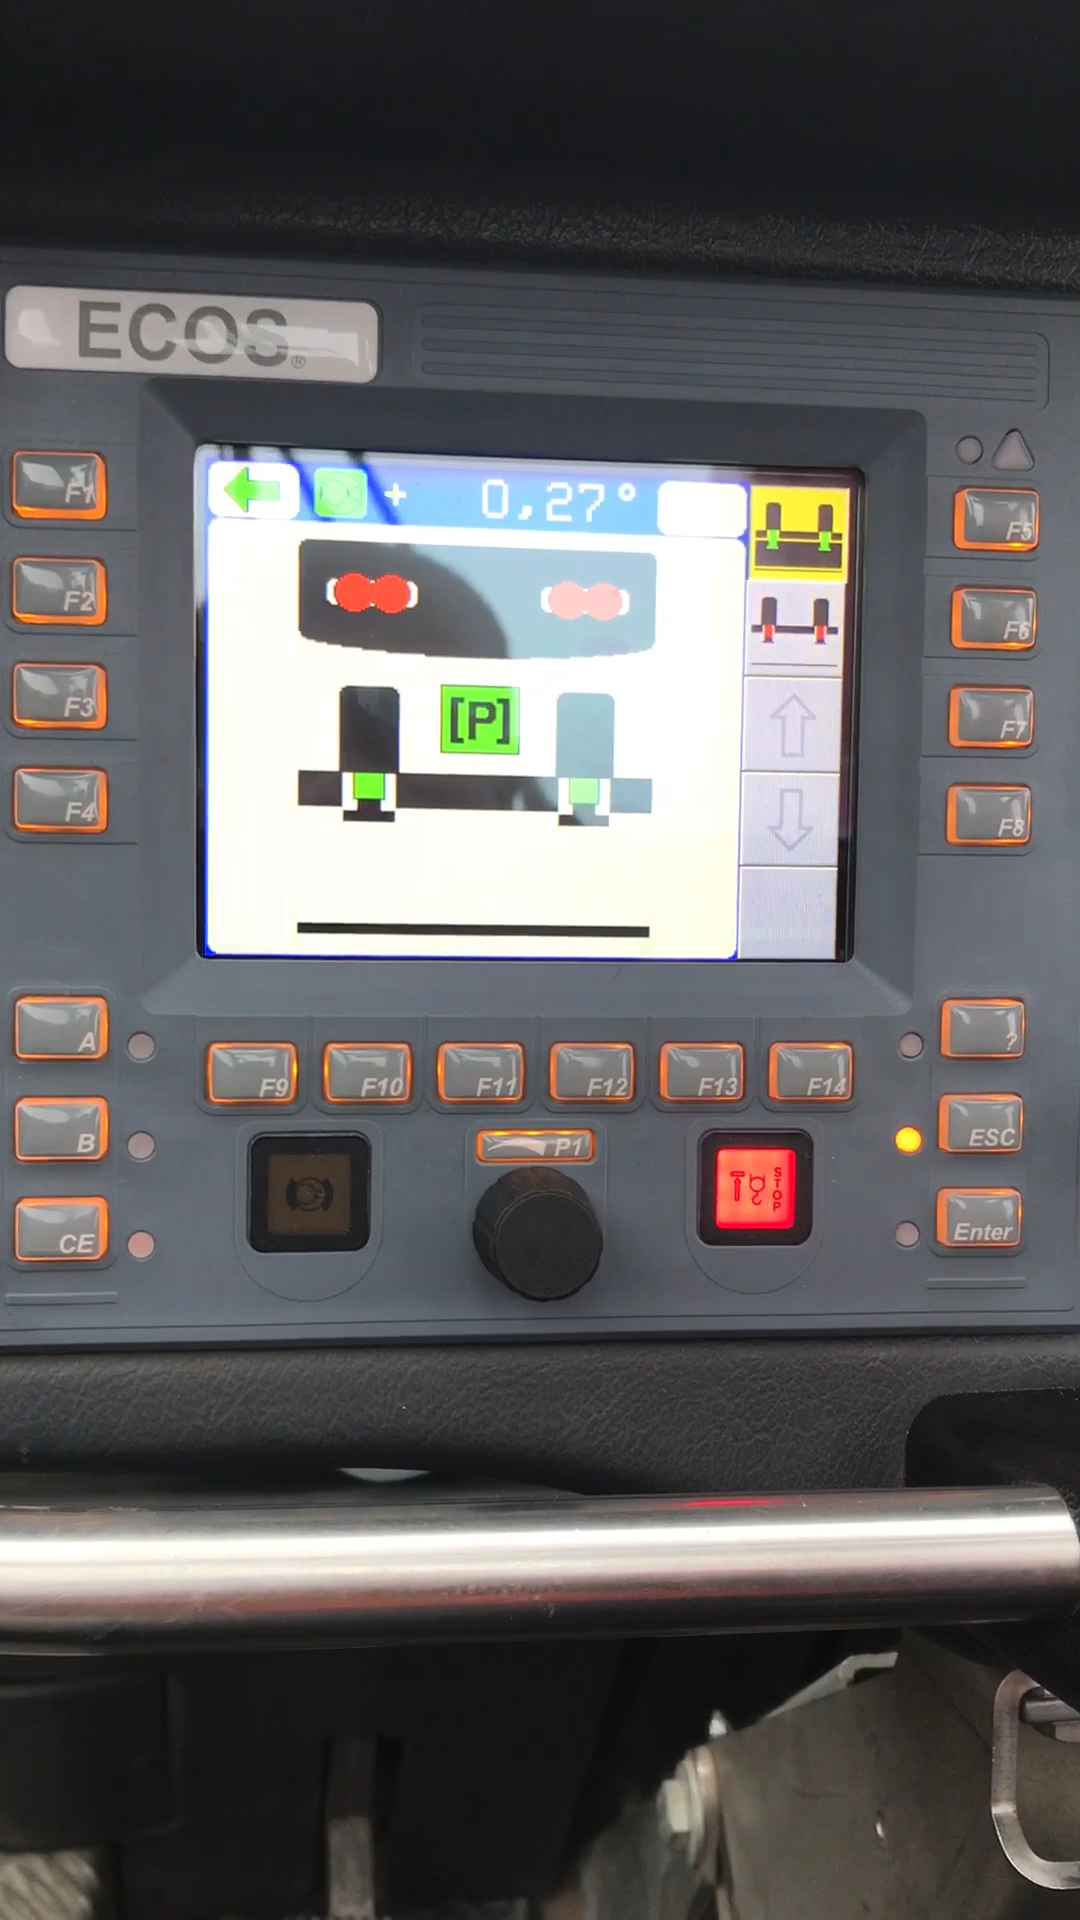 ECOS®
+ 0,27°
F1
F5
F2
F6
[P]
F3
F7
F4
F8
A
?
F9 F10 F11 F12 F13 F14
B
P1
ESC
STOP
CE
Enter